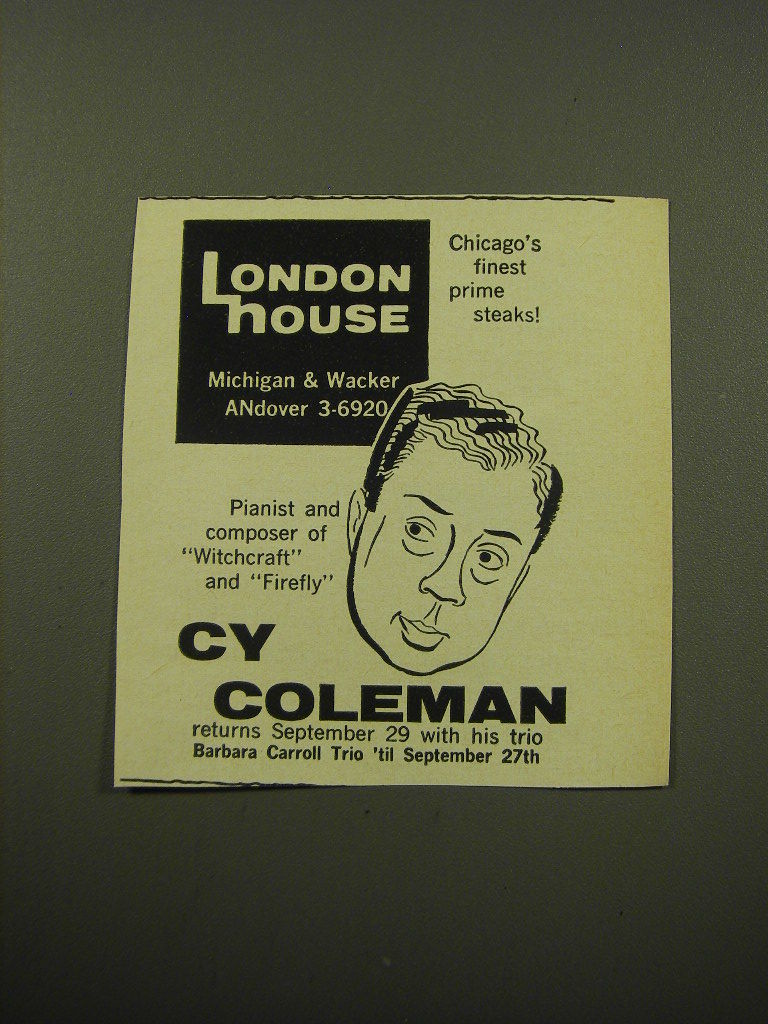 LONDON
hOUSE
Michigan & Wacker
ANdover 3-6920
Chicago's
finest
prime
steaks!
Pianist and
composer of
"Witchcraft"
and "Firefly"
CY
COLEMAN
returns September 29 with his trio
Barbara Carroll Trio 'til September 27th